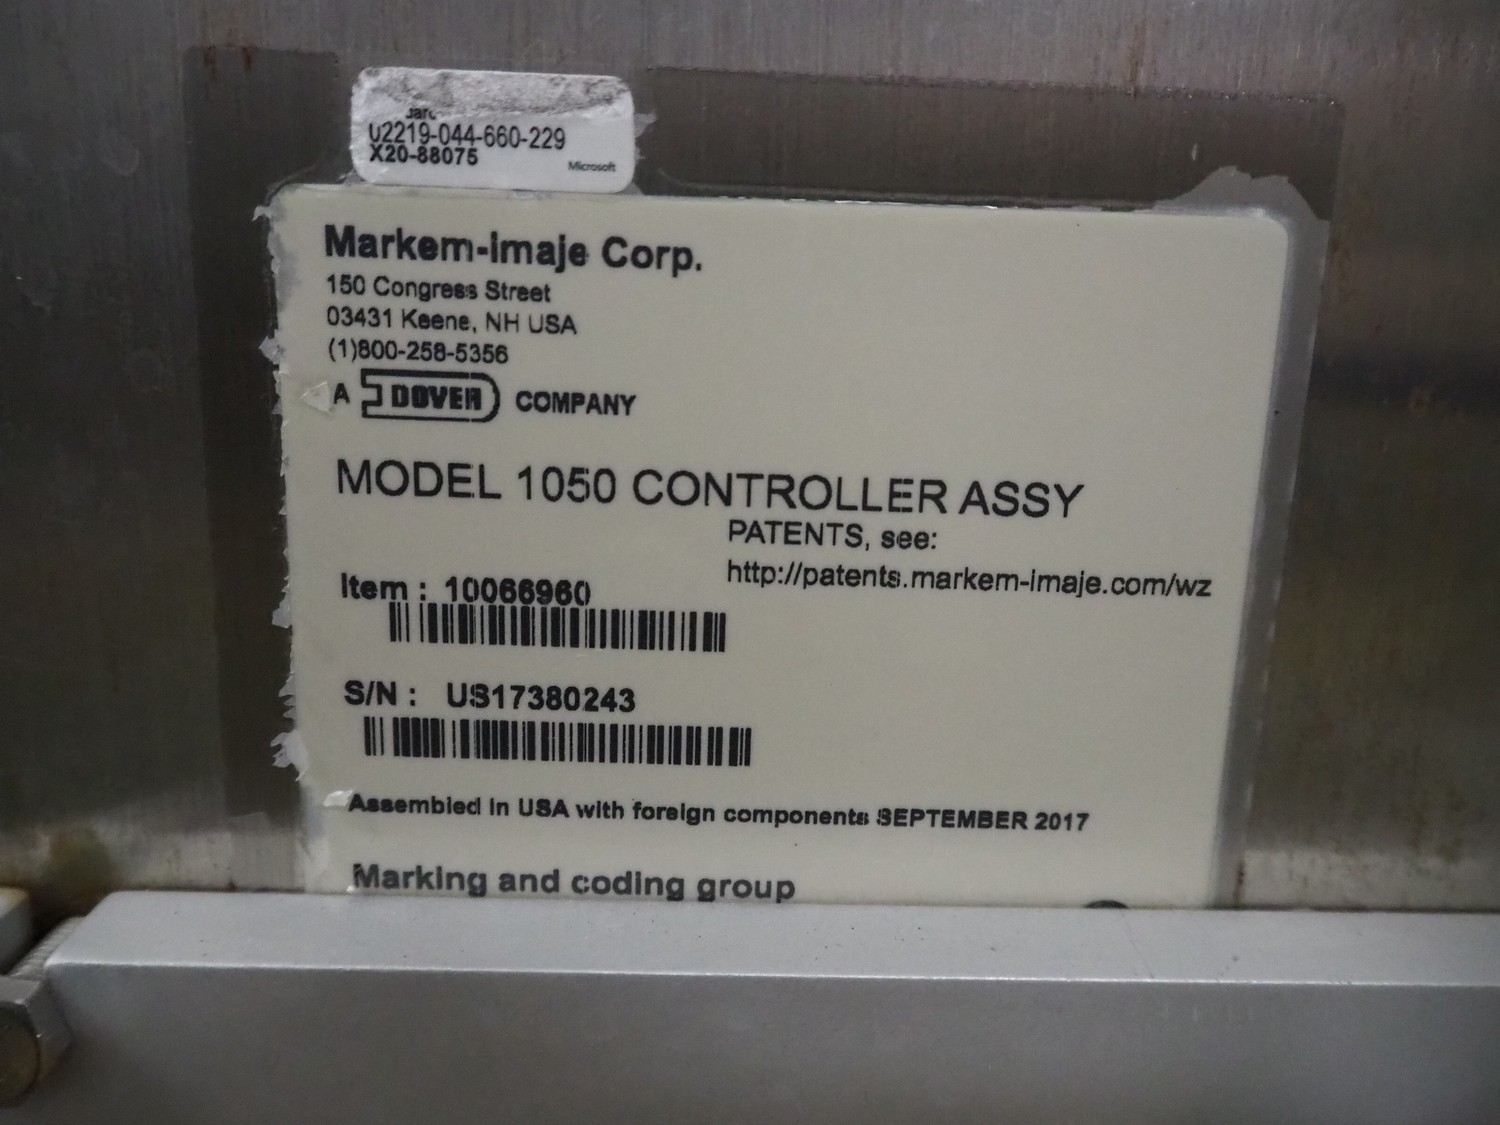 02219-044-660-229
X20-88075
Microsoft
Markem-Imaje Corp.
150 Congress Street
03431 Keene, NH USA
(1)800-258-5356
A DOVER COMPANY
MODEL 1050 CONTROLLER ASSY
PATENTS, see:
http://patents.markem-imaje.com/wz
Item : 10066960
S/N : US17380243
Assembled in USA with foreign components SEPTEMBER 2017
Marking and coding group